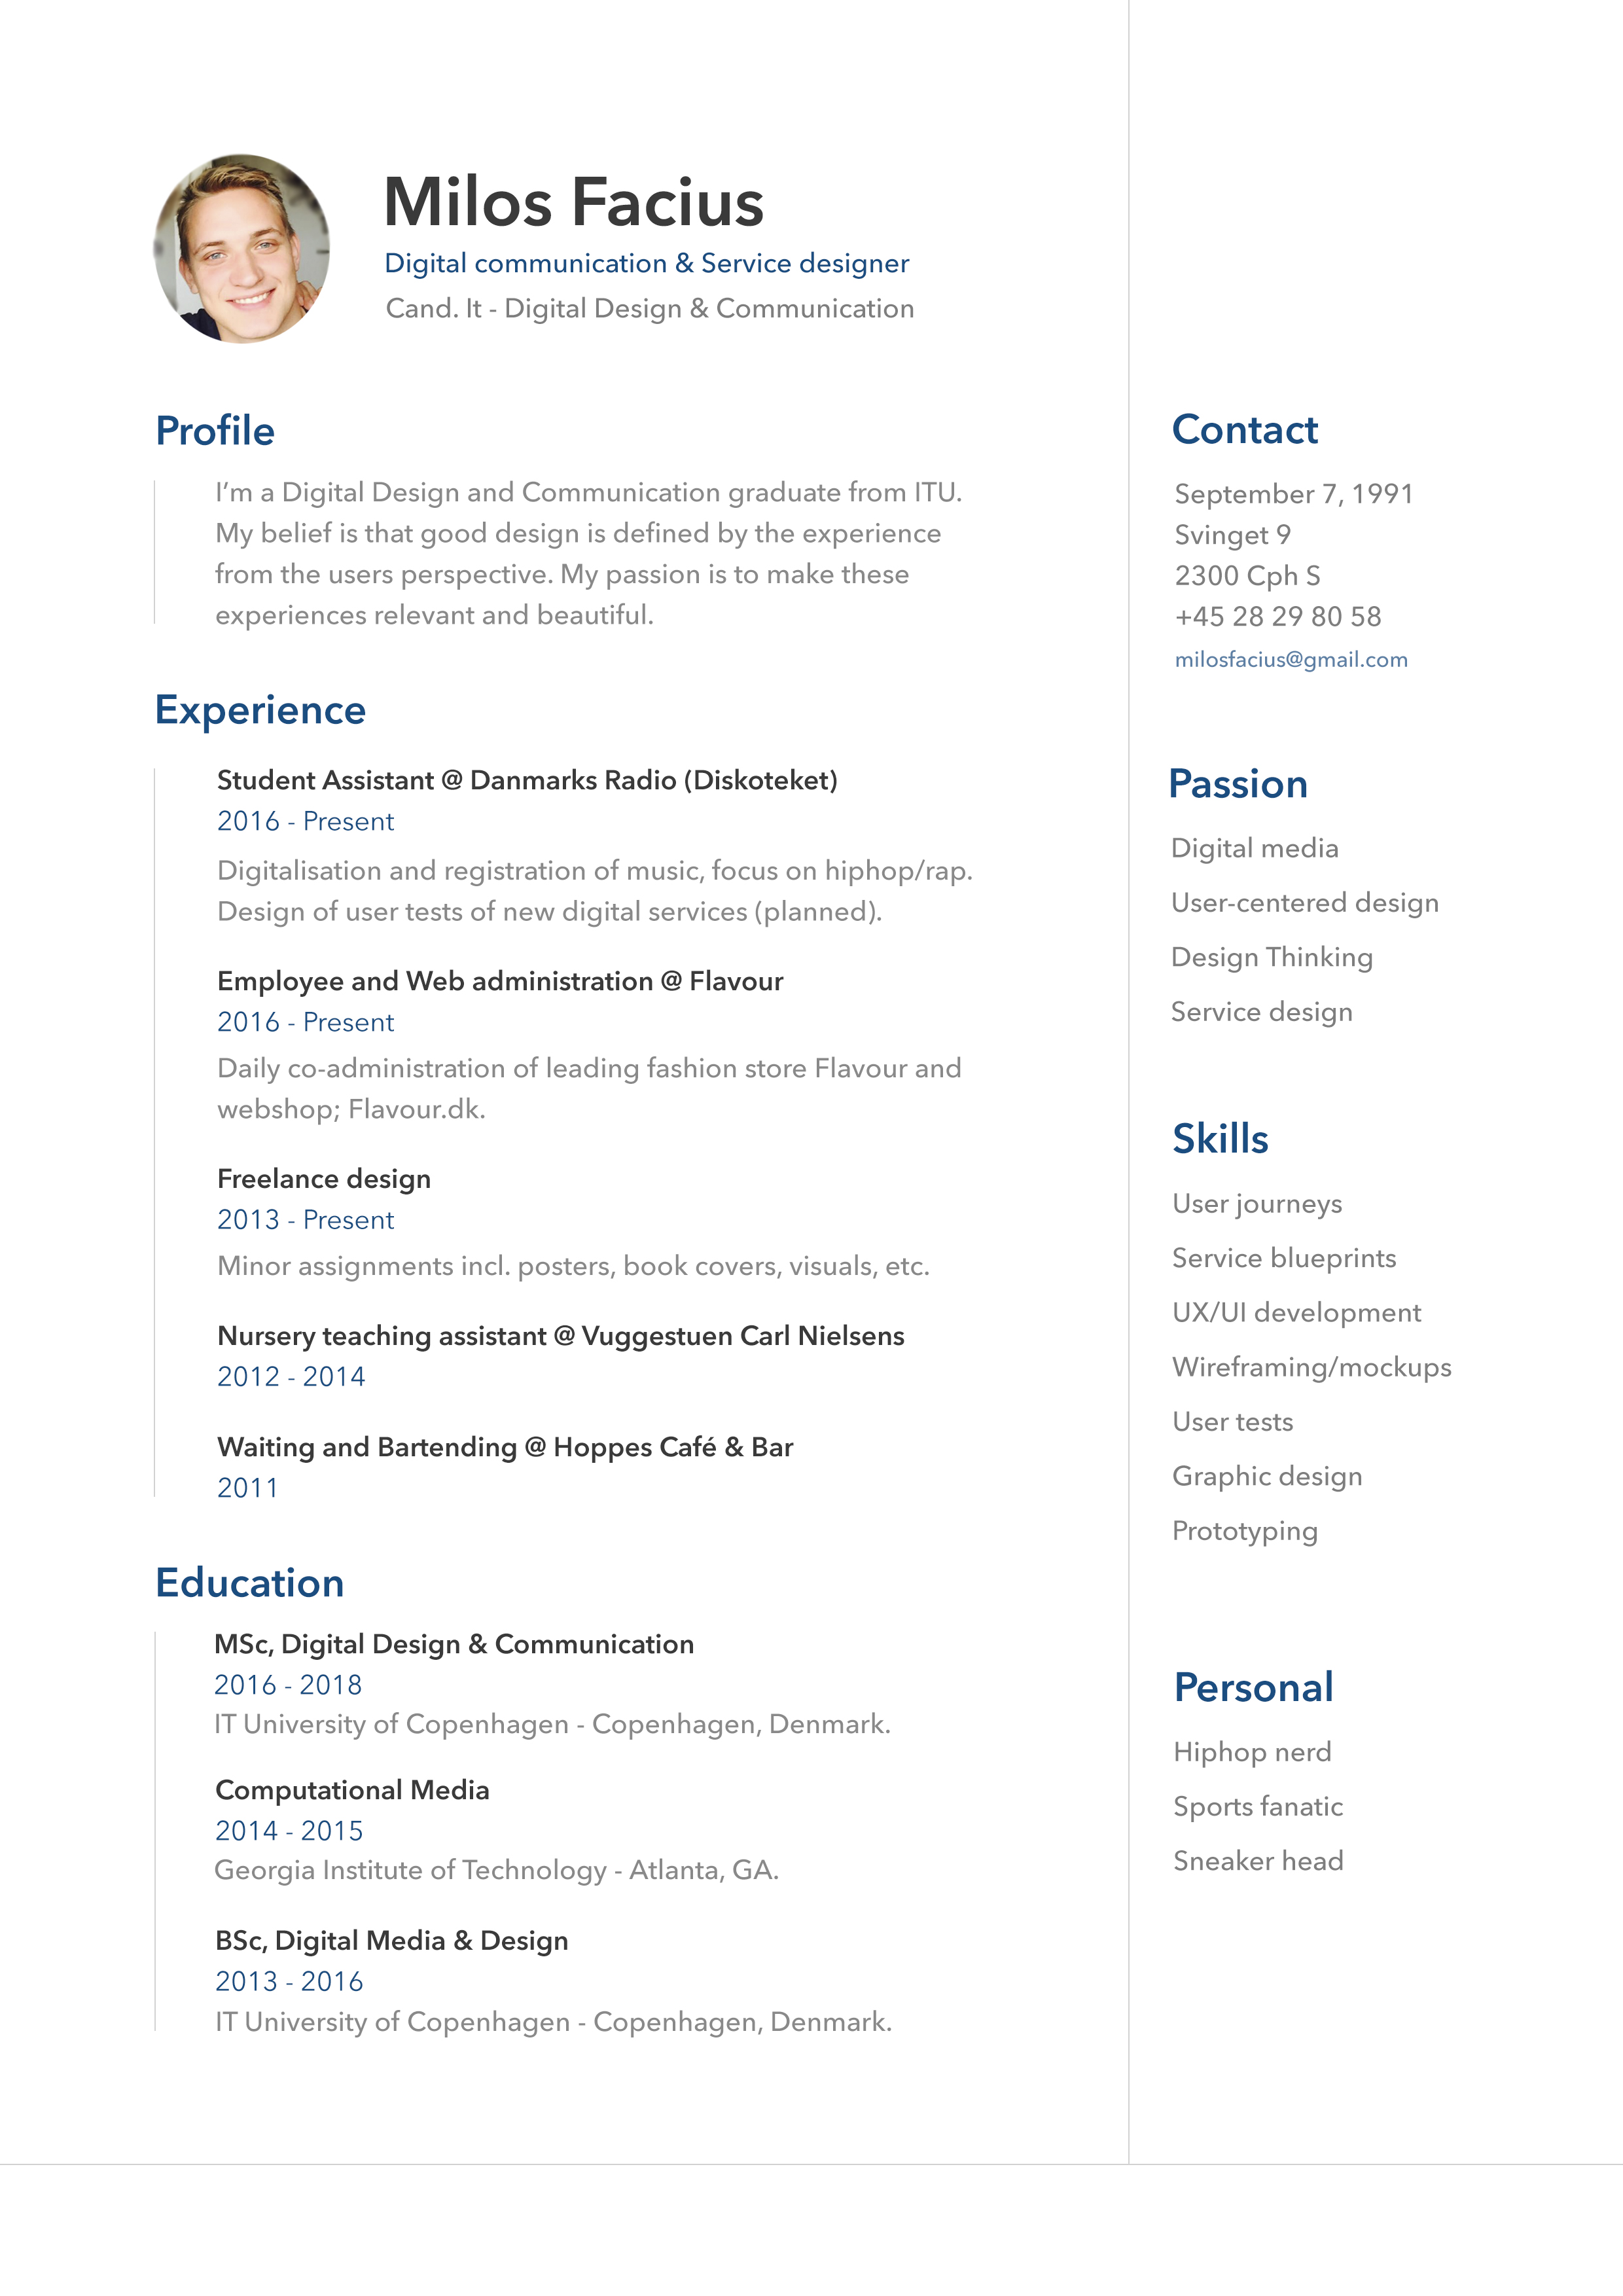 Milos Facius
Digital communication & Service designer
Cand. It - Digital Design & Communication
Profile
I’m a Digital Design and Communication graduate from ITU.
My belief is that good design is defined by the experience
from the users perspective. My passion is to make these
experiences relevant and beautiful.
Experience
Student Assistant @ Danmarks Radio (Diskoteket)
2016 - Present
Digitalisation and registration of music, focus on hiphop/rap.
Design of user tests of new digital services (planned).
Employee and Web administration @ Flavour
2016 - Present
Daily co-administration of leading fashion store Flavour and
webshop; Flavour.dk.
Freelance design
2013 - Present
Minor assignments incl. posters, book covers, visuals, etc.
Nursery teaching assistant @ Vuggestuen Carl Nielsens
2012 - 2014
Waiting and Bartending @ Hoppes Café & Bar
2011
Education
MSc, Digital Design & Communication
2016 - 2018
IT University of Copenhagen - Copenhagen, Denmark.
Computational Media
2014 - 2015
Georgia Institute of Technology - Atlanta, GA.
BSc, Digital Media & Design
2013 - 2016
IT University of Copenhagen - Copenhagen, Denmark.
Contact
September 7, 1991
Svinget 9
2300 Cph S
+45 28 29 80 58
milosfacius@gmail.com
Passion
Digital media
User-centered design
Design Thinking
Service design
Skills
User journeys
Service blueprints
UX/UI development
Wireframing/mockups
User tests
Graphic design
Prototyping
Personal
Hiphop nerd
Sports fanatic
Sneaker head